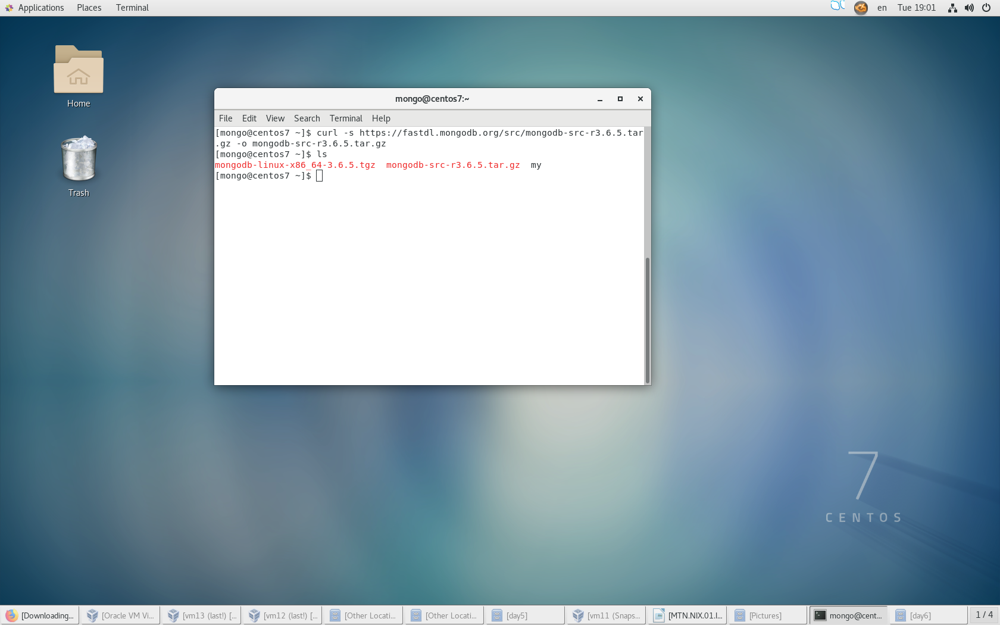 Applications Places Terminal en Tue 19:01
Home
Trash
mongo@centos7:~
File Edit View Search Terminal Help
[mongo@centos7 ~]$ curl -s https://fastdl.mongodb.org/src/mongodb-src-r3.6.5.tar
.gz -o mongodb-src-r3.6.5.tar.gz
[mongo@centos7 ~]$ ls
mongodb-linux-x86_64-3.6.5.tgz mongodb-src-r3.6.5.tar.gz my
[mongo@centos7 ~]$
7
CENTOS
[Downloading... [Oracle VM Vi... [vm13 (last!) [... [vm12 (last!) [... [Other Locati... [Other Locati... [day5] [vm11 (Snaps... [MTN.NIX.01.l... [Pictures] mongo@cent... [day6] 1 / 4